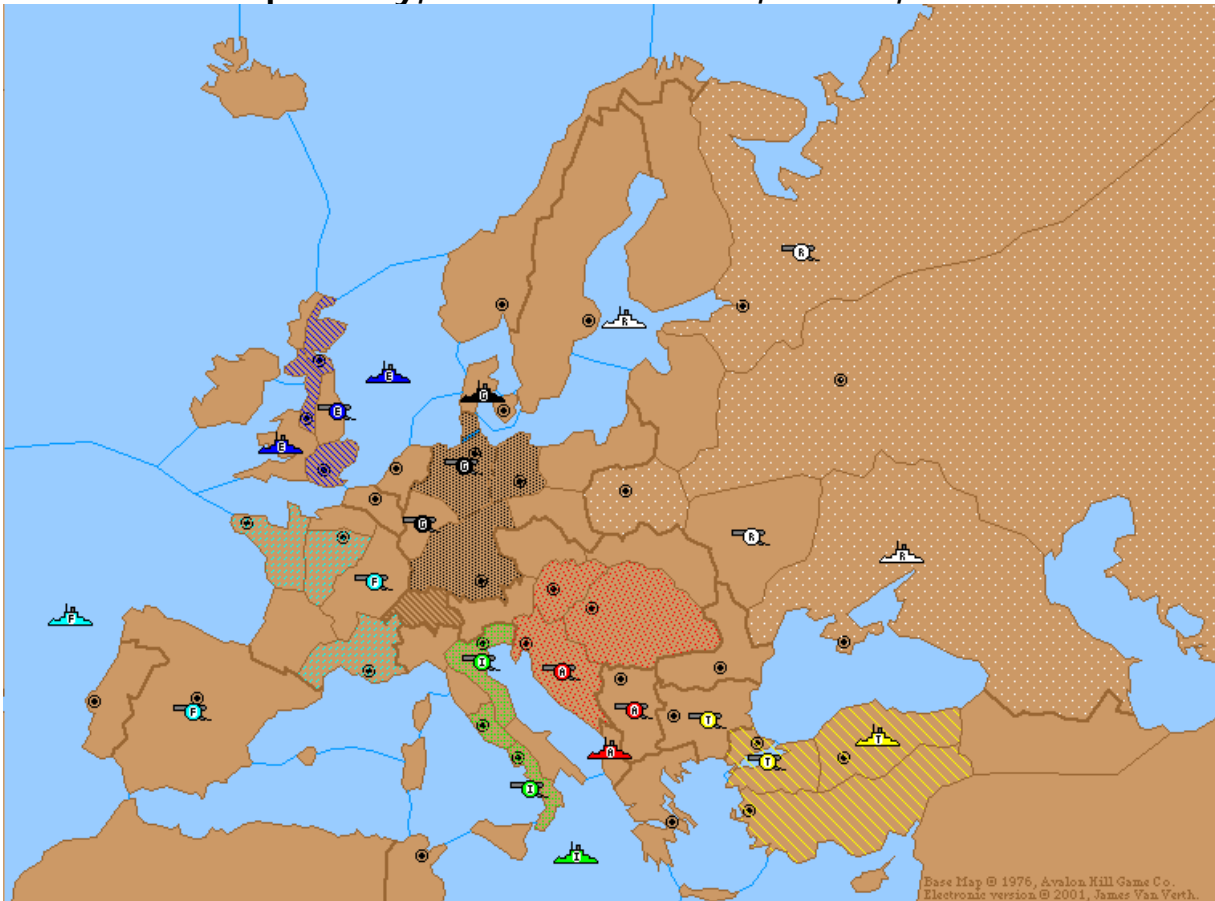 R
R
E
G
E
E
G
G
R
R
F
F
I
A
A
F
T
T
A
T
I
I
Base Map © 1976, Avalon Hill Game Co.
Electronic version © 2001, James Van Verth.